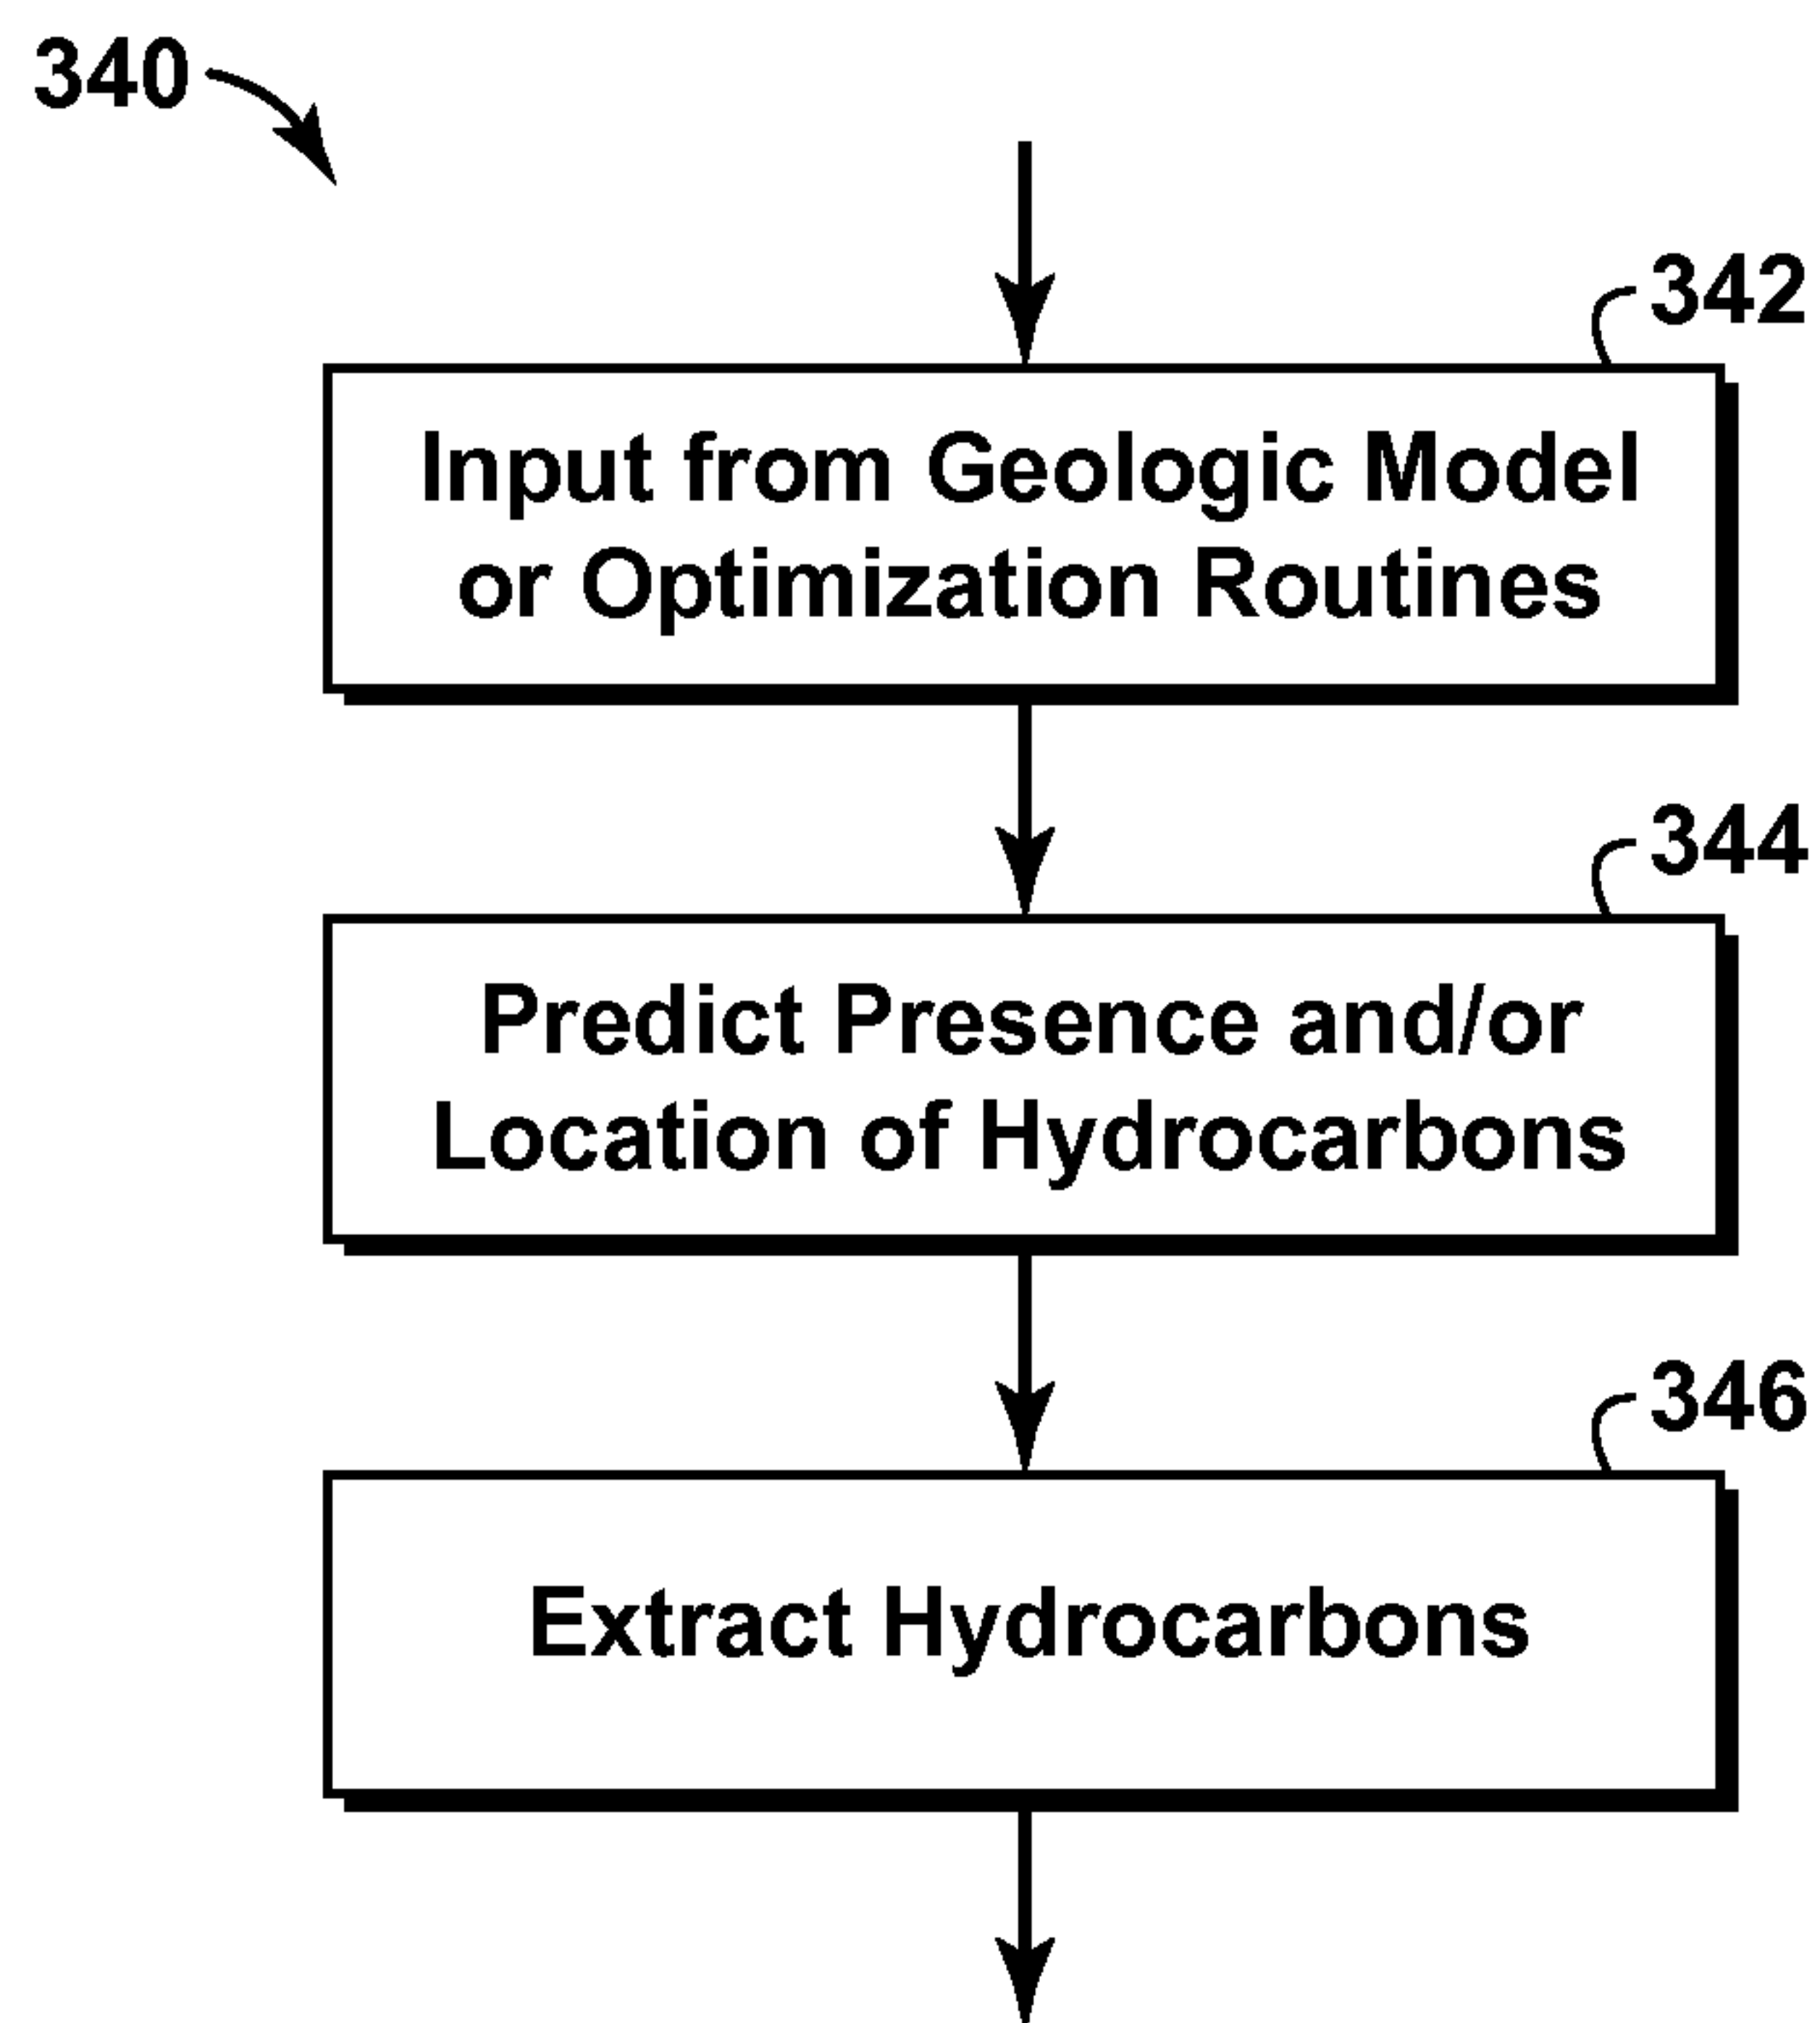 340
342
Input from Geologic Model
or Optimization Routines
344
Predict Presence and/or
Location of Hydrocarbons
346
Extract Hydrocarbons